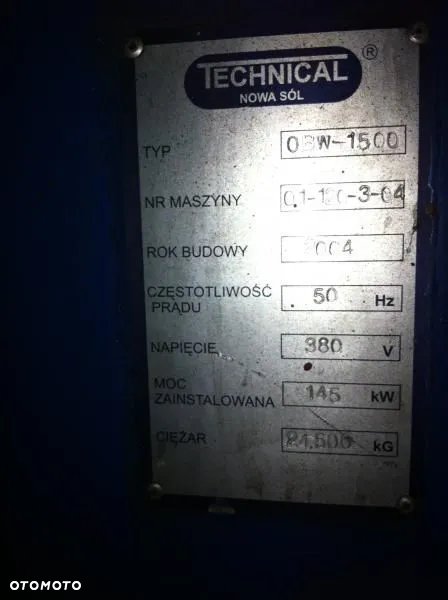 TECHNICAL ®
NOWA SÓL
TYP OBW-1500
NR MASZYNY
ROK BUDOWY 2004
CZĘSTOTLIWOŚĆ
PRĄDU 50 Hz
NAPIĘCIE 380 V
MOC
ZAINSTALOWANA 145 kW
CIĘŻAR 21,500 kG
OTOMOTO